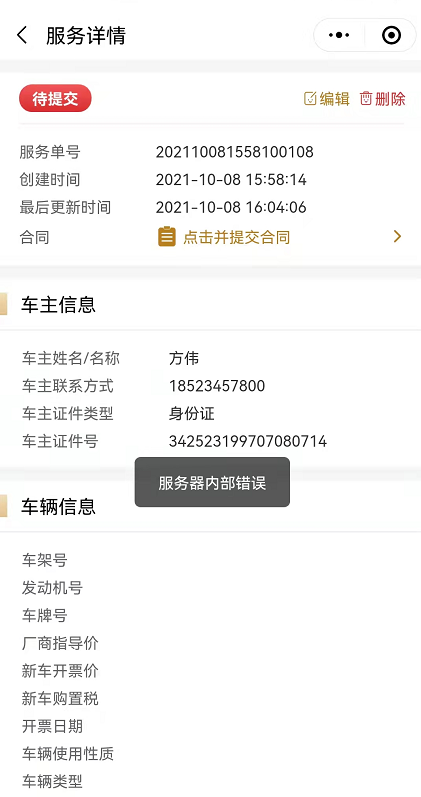 服务详情
待提交 编辑 删除
服务单号 202110081558100108
创建时间 2021-10-08 15:58:14
最后更新时间 2021-10-08 16:04:06
合同 点击并提交合同
车主信息
车主姓名/名称 方伟
车主联系方式 18523457800
车主证件类型 身份证
车主证件号 342523199707080714
服务器内部错误
车辆信息
车架号
发动机号
车牌号
厂商指导价
新车开票价
新车购置税
开票日期
车辆使用性质
车辆类型